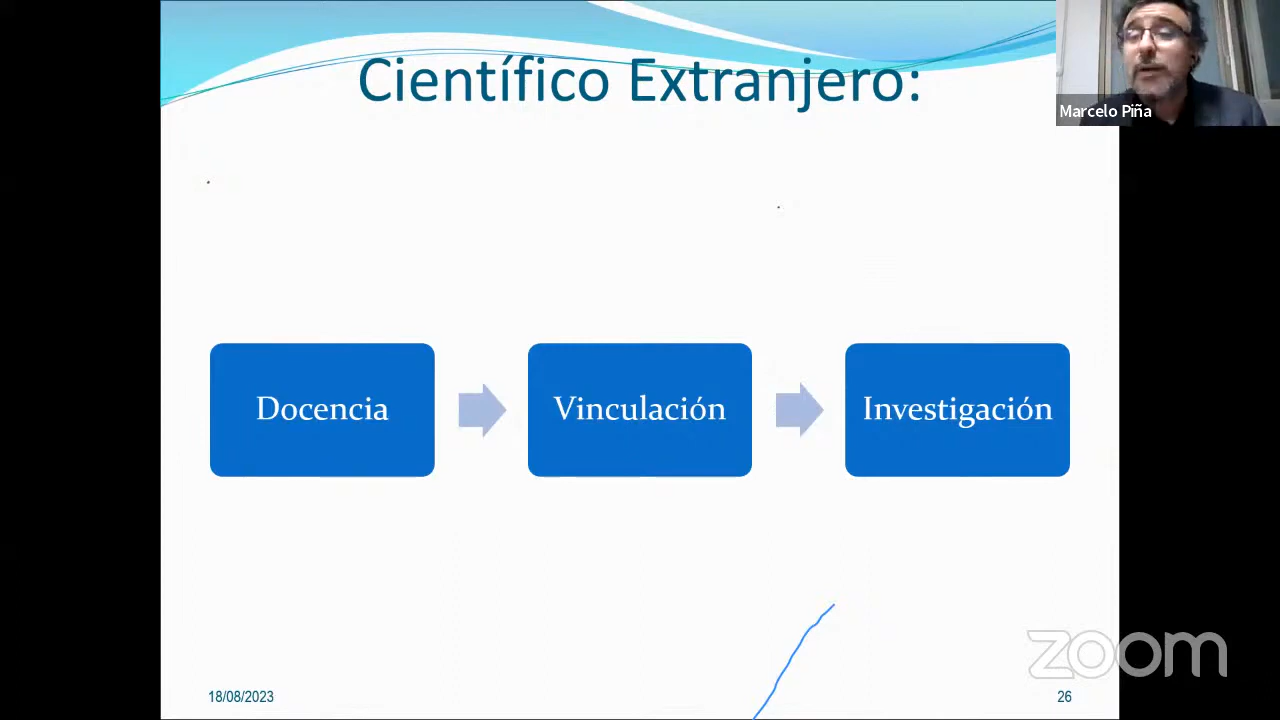 Científico Extranjero:
Marcelo Piña
Docencia
Vinculación
Investigación
zoom
18/08/2023
26